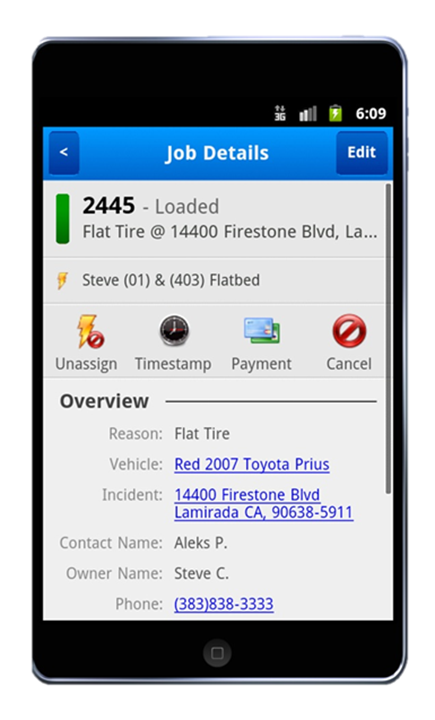 3G 6:09
< Job Details Edit
2445 - Loaded
Flat Tire @ 14400 Firestone Blvd, La...
Steve (01) & (403) Flatbed
Unassign Timestamp Payment Cancel
Overview
Reason: Flat Tire
Vehicle: Red 2007 Toyota Prius
Incident: 14400 Firestone Blvd
Lamirada CA, 90638-5911
Contact Name: Aleks P.
Owner Name: Steve C.
Phone: (383)838-3333